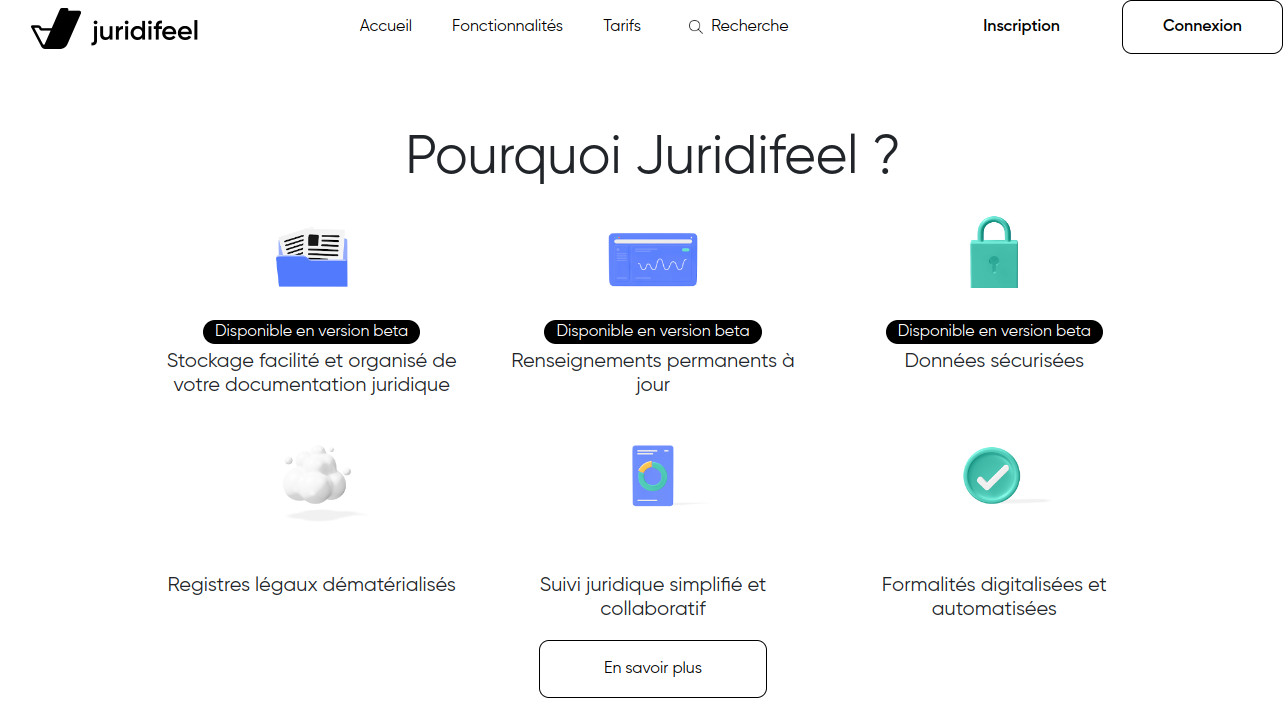 juridifeel
Accueil
Fonctionnalités
Tarifs
Recherche
Inscription
Connexion
Pourquoi Juridifeel ?
Disponible en version beta
Stockage facilité et organisé de
votre documentation juridique
Disponible en version beta
Renseignements permanents à
jour
Disponible en version beta
Données sécurisées
Registres légaux dématérialisés
Suivi juridique simplifié et
collaboratif
Formalités digitalisées et
automatisées
En savoir plus